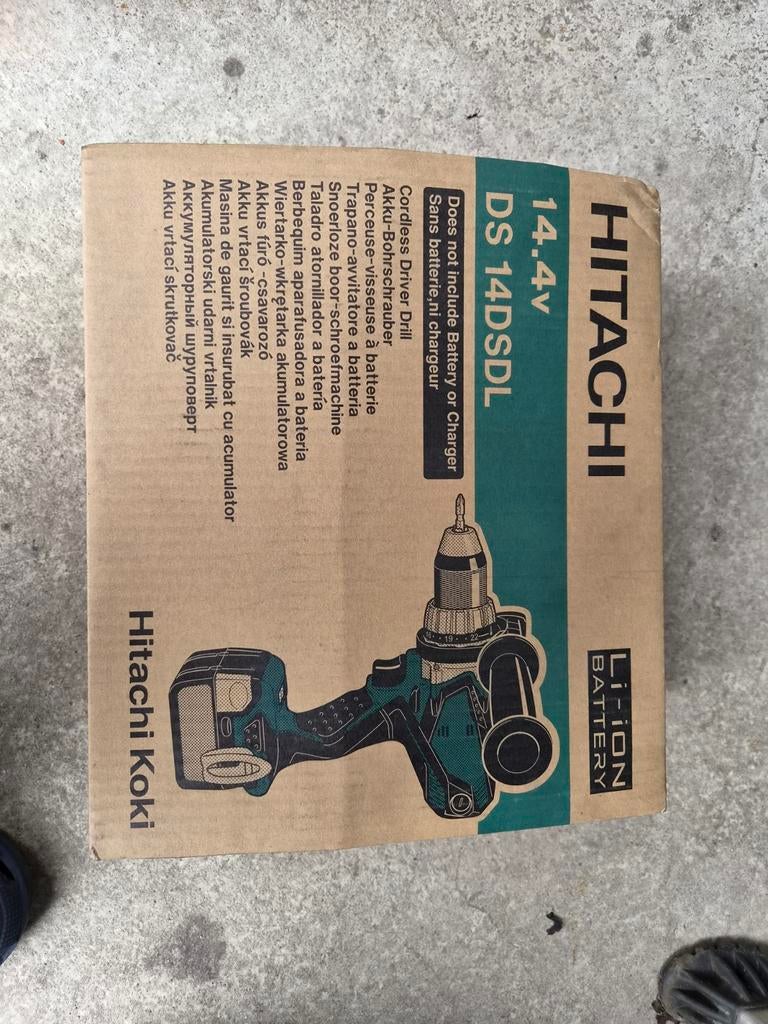 HITACHI
Li-ion
BATTERY
14.4v
DS 14DSDL
Does not include Battery or Charger
Sans batterie,ni chargeur
Cordless Driver Drill
Akku-Bohrschrauber
Perceuse-visseuse à batterie
Trapano-avvitatore a batteria
Snoerloze boor-schroefmachine
Taladro atornillador a batería
Berbequim aparafusadora a bateria
Wiertarko-wkrętarka akumulatorowa
Akkus fúró -csavarozó
Akku vrtací šroubovák
Masina de gaurit si insurubat cu acumulator
Akumulatorski udarni vrtalnik
Аккумуляторный шуруповерт
Akku vrtací skrutkovač
19 • 22
Hitachi Koki